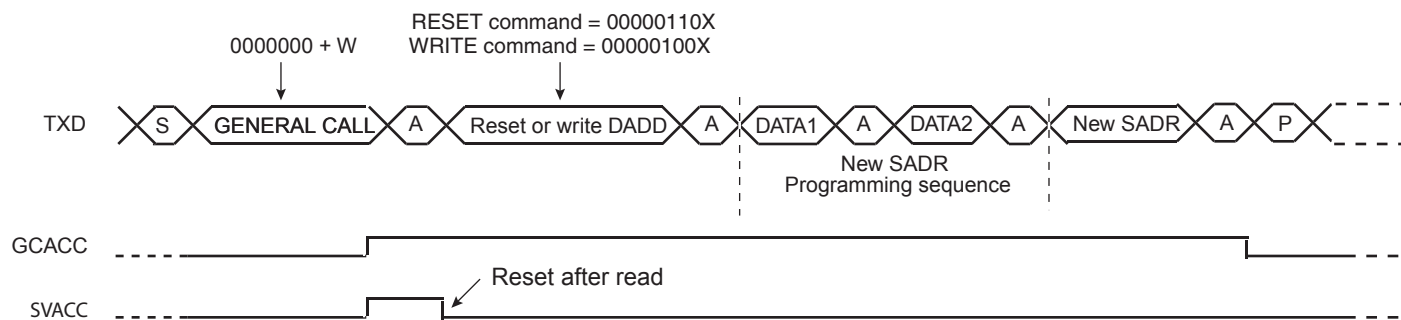 RESET command = 00000110X
0000000 + W WRITE command = 00000100X
TXD S GENERAL CALL A Reset or write DADD A DATA1 A DATA2 A New SADR A P
New SADR
Programming sequence
GCACC
Reset after read
SVACC